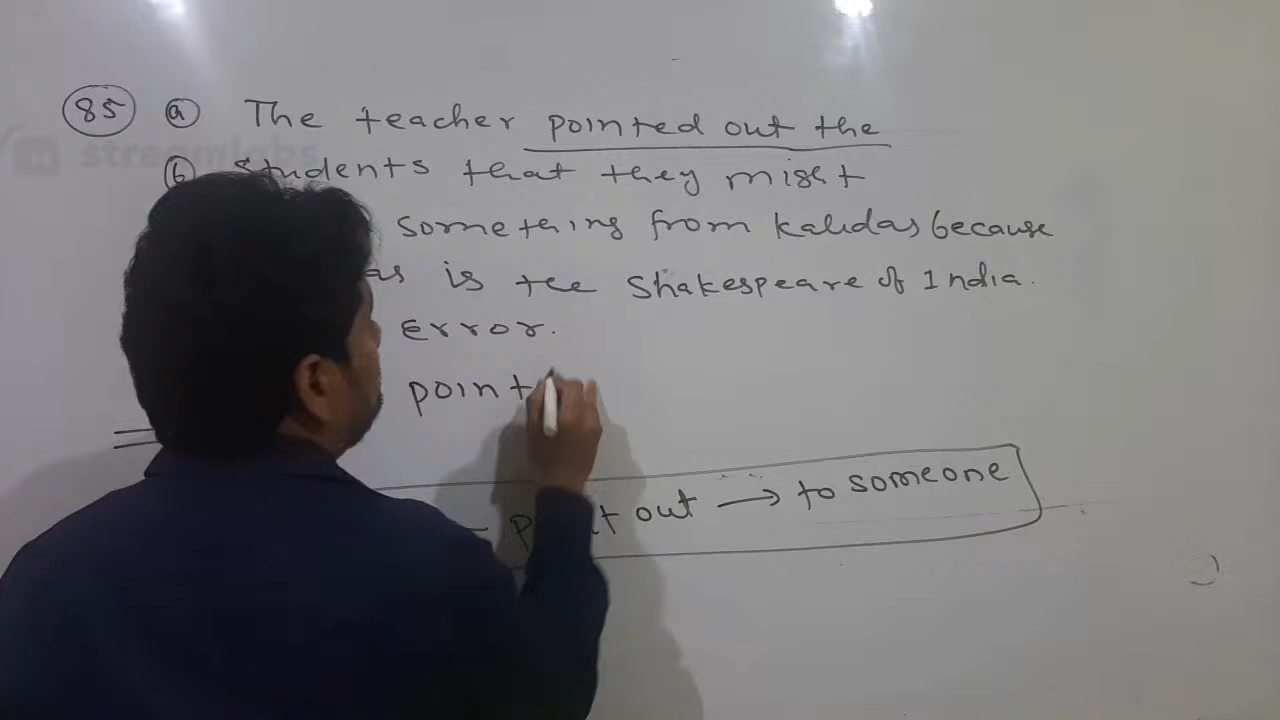 85 a The teacher pointed out the
streamlabs
b students that they might
something from Kalidas because
as is the Shakespeare of India.
Error.
point
out → to someone